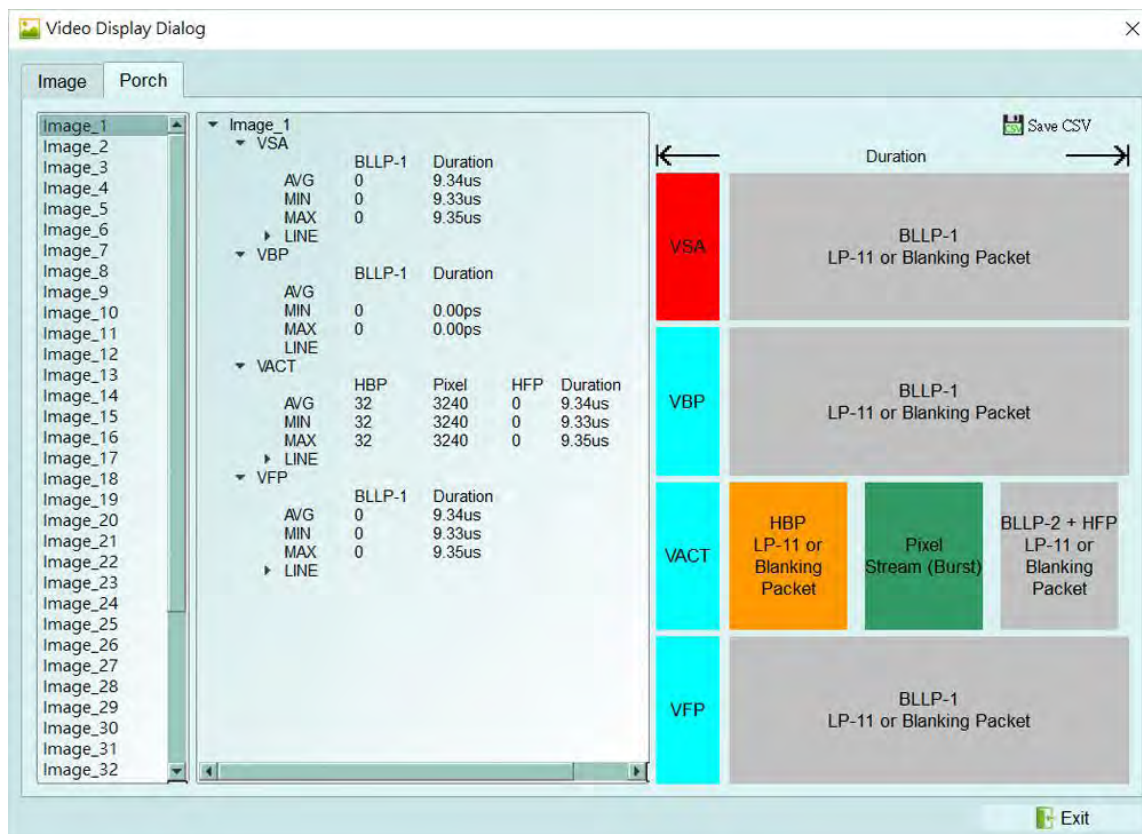 Video Display Dialog
Image Porch
Image_1
Image_2
Image_3
Image_4
Image_5
Image_6
Image_7
Image_8
Image_9
Image_10
Image_11
Image_12
Image_13
Image_14
Image_15
Image_16
Image_17
Image_18
Image_19
Image_20
Image_21
Image_22
Image_23
Image_24
Image_25
Image_26
Image_27
Image_28
Image_29
Image_30
Image_31
Image_32
Image_1
VSA
BLLP-1 Duration
AVG 0 9.34us
MIN 0 9.33us
MAX 0 9.35us
LINE
VBP
BLLP-1 Duration
AVG
MIN 0 0.00ps
MAX 0 0.00ps
LINE
VACT
HBP Pixel HFP Duration
AVG 32 3240 0 9.34us
MIN 32 3240 0 9.33us
MAX 32 3240 0 9.35us
LINE
VFP
BLLP-1 Duration
AVG 0 9.34us
MIN 0 9.33us
MAX 0 9.35us
LINE
CSV Save CSV
Duration
VSA
BLLP-1
LP-11 or Blanking Packet
VBP
BLLP-1
LP-11 or Blanking Packet
VACT
HBP
LP-11 or
Blanking
Packet
Pixel
Stream (Burst)
BLLP-2 + HFP
LP-11 or
Blanking
Packet
VFP
BLLP-1
LP-11 or Blanking Packet
Exit